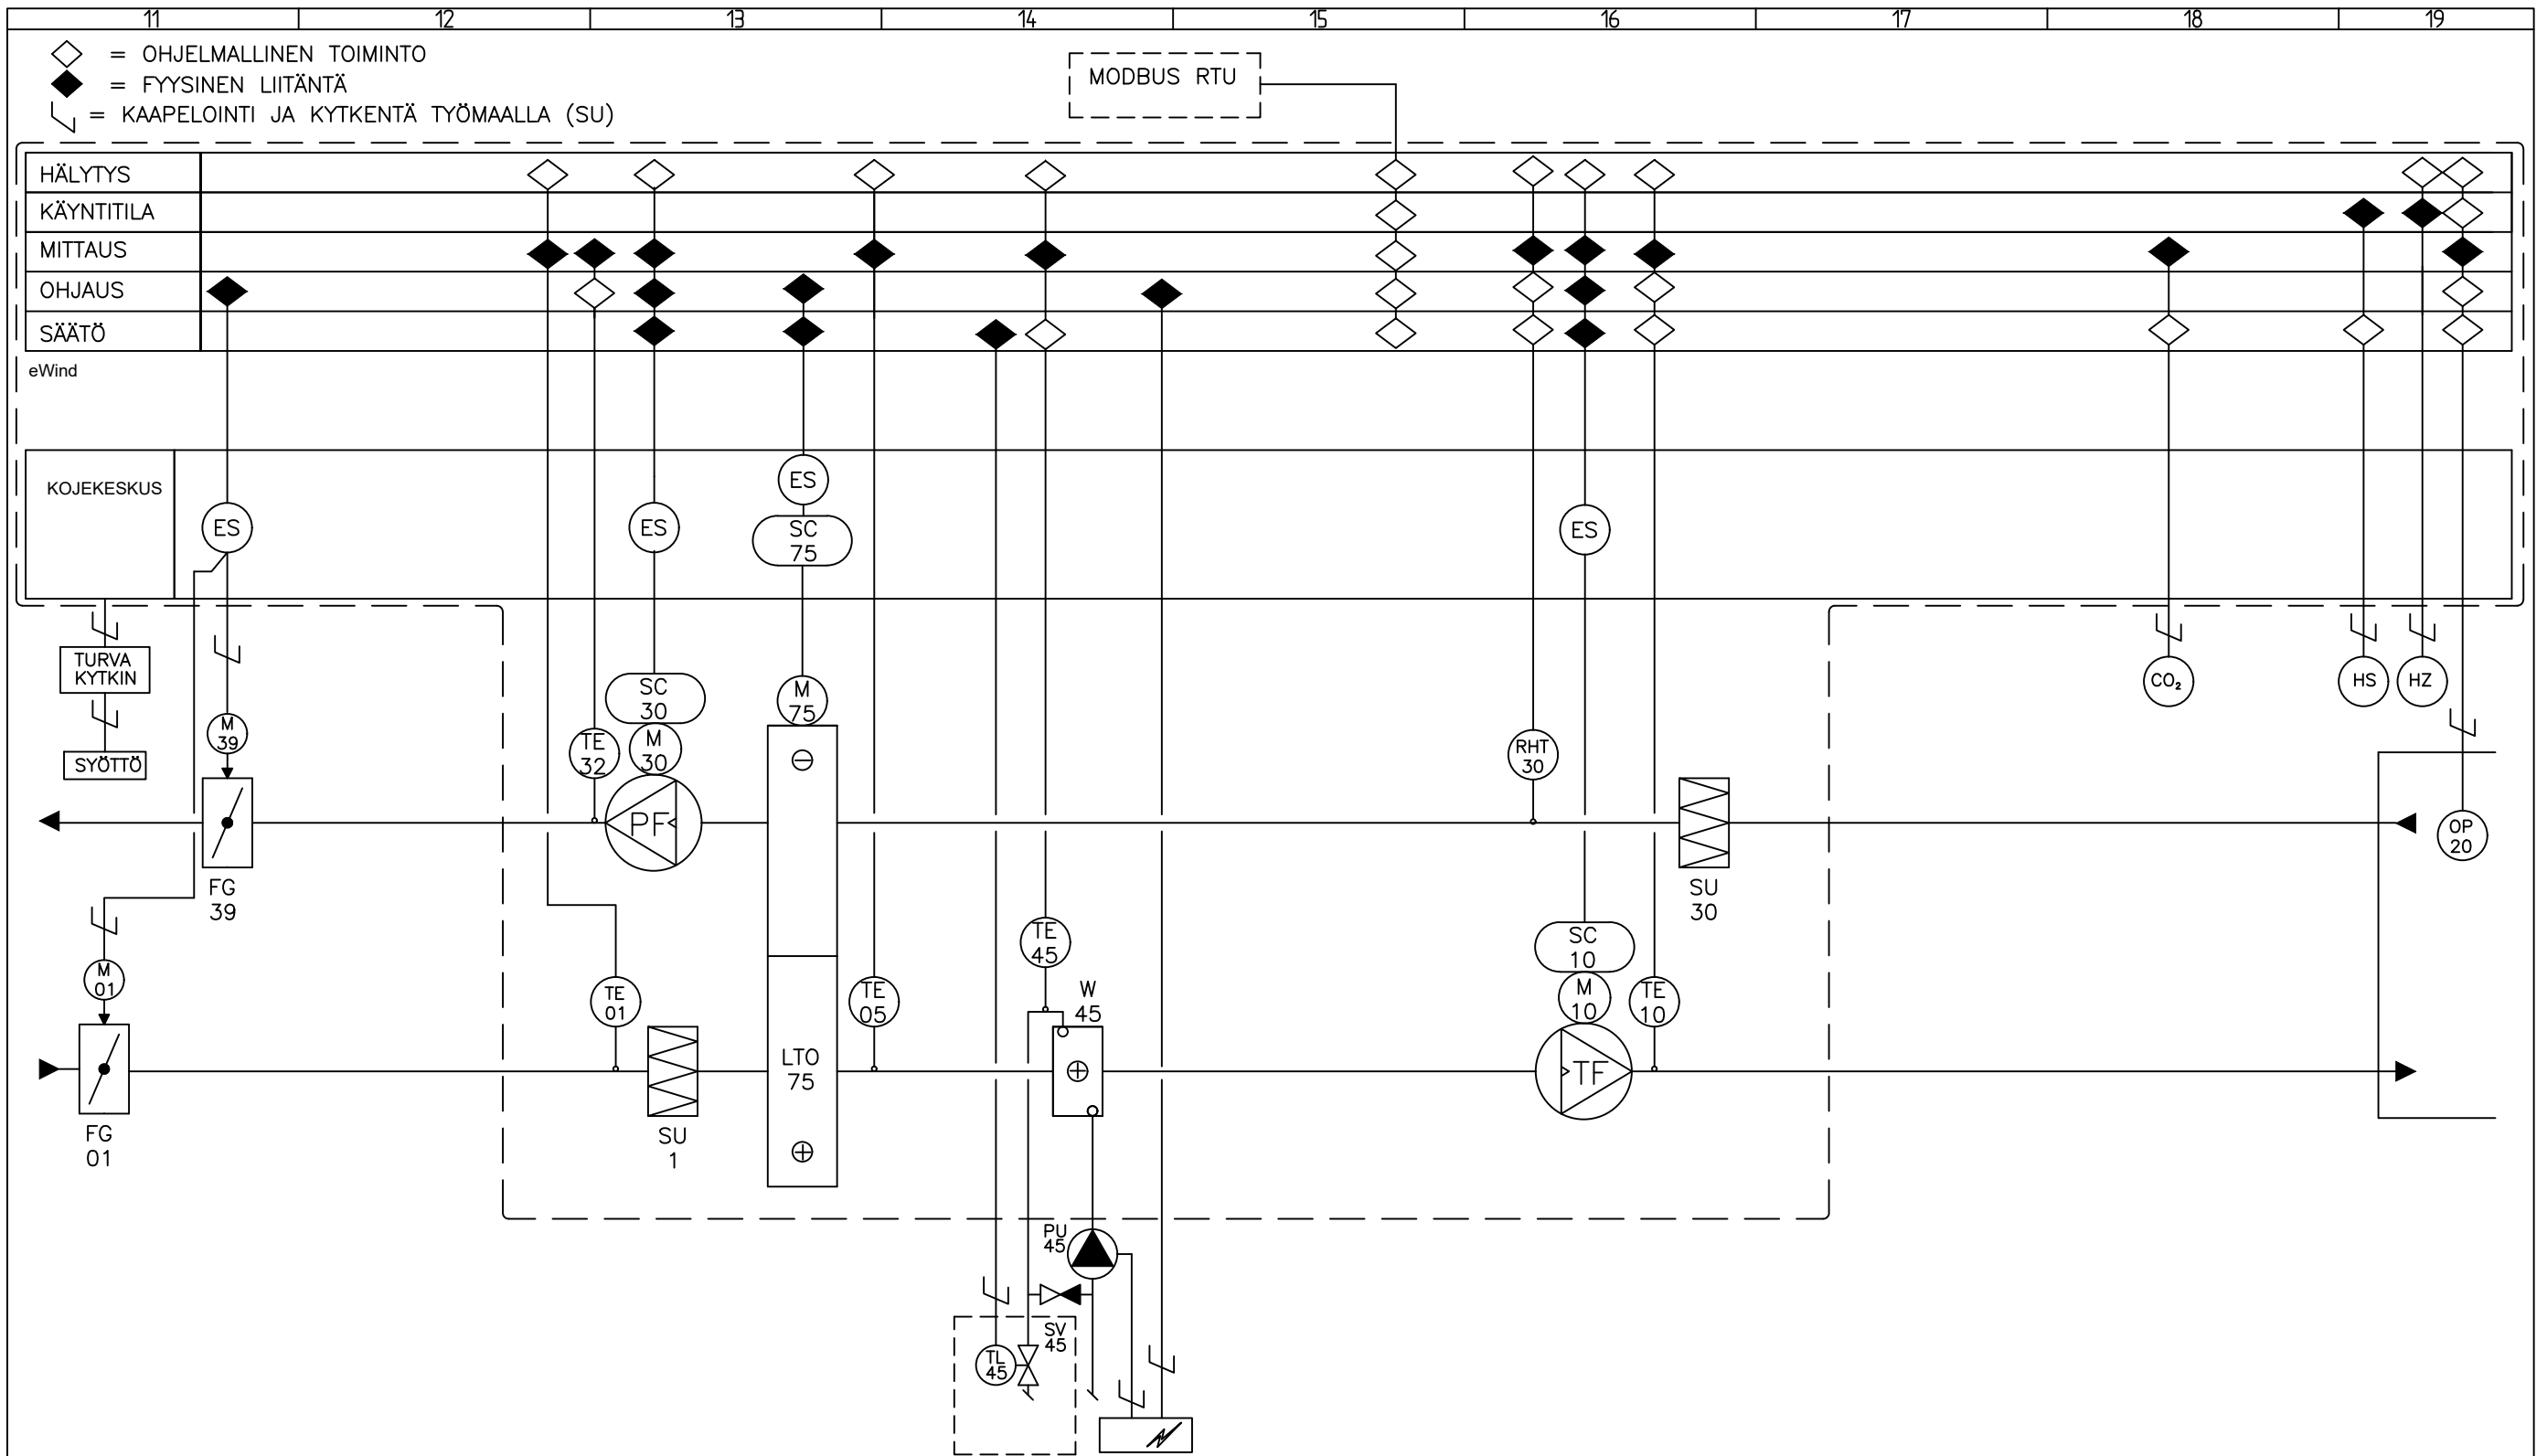 11 12 13 14 15 16 17 18 19
= OHJELMALLINEN TOIMINTO
= FYYSINEN LIITÄNTÄ
= KAAPELOINTI JA KYTKENTÄ TYÖMAALLA (SU)
MODBUS RTU
HÄLYTYS
KÄYNTITILA
MITTAUS
OHJAUS
SÄÄTÖ
eWind
KOJEKESKUS
ES
ES
ES
SC
75
ES
TURVA
KYTKIN
SYÖTTÖ
M
39
SC
30
M
30
TE
32
M
75
RHT
30
CO₂
HS
HZ
PF
OP
20
FG
39
SU
30
M
01
TE
01
TE
05
TE
45
W
45
SC
10
M
10
TE
10
LTO
75
TF
FG
01
SU
1
PU
45
SV
45
TL
45